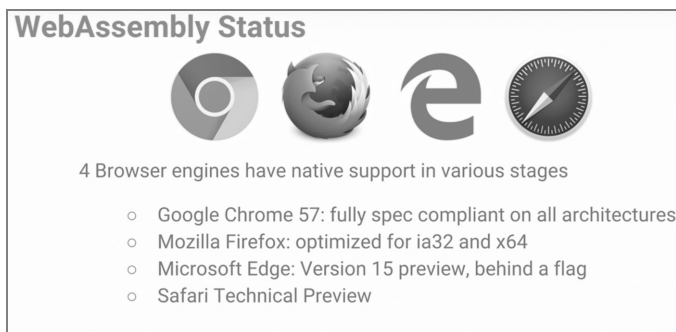 WebAssembly Status
4 Browser engines have native support in various stages
○ Google Chrome 57: fully spec compliant on all architectures
○ Mozilla Firefox: optimized for ia32 and x64
○ Microsoft Edge: Version 15 preview, behind a flag
○ Safari Technical Preview